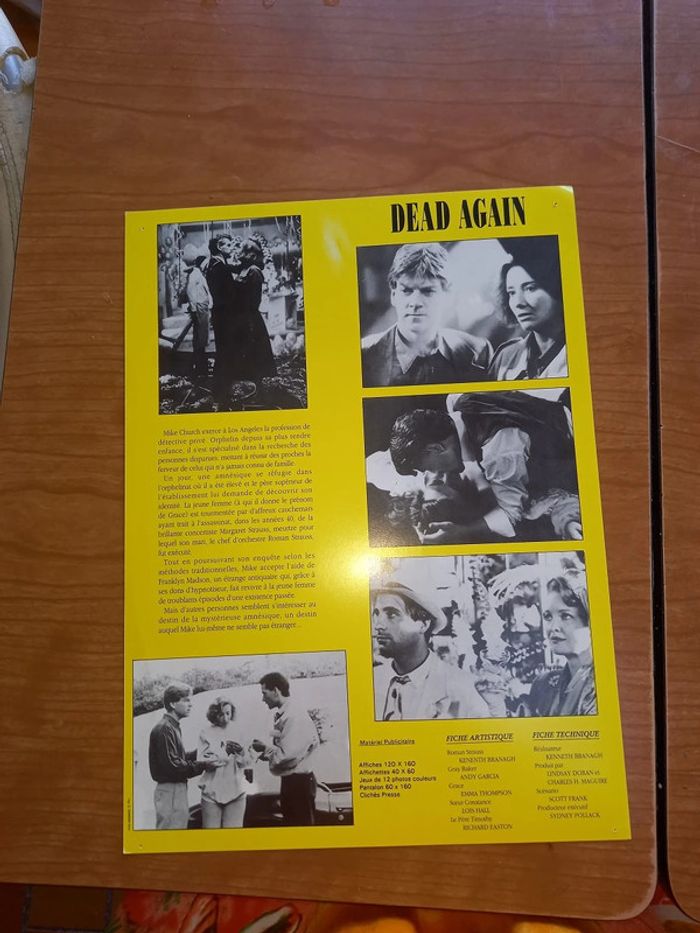 DEAD AGAIN
Mike Church exerce à Los Angeles la profession de
détective privé. Orphelin depuis sa plus tendre
enfance, il s'est spécialisé dans la recherche des
personnes disparues, mettant à réunir des proches la
ferveur de celui qui n'a jamais connu de famille.
Un jour, une amnésique se réfugie dans
l'orphelinat où il a été élevé et le père supérieur de
l'établissement lui demande de découvrir son
identité. La jeune femme (à qui il donne le prénom
de Grace) est tourmentée par d'affreux cauchemars
ayant trait à l'assassinat, dans les années 40, de la
brillante concertiste Margaret Strauss, meurtre pour
lequel son mari, le chef d'orchestre Roman Strauss,
fut exécuté.
Tout en poursuivant son enquête selon les
méthodes traditionnelles, Mike accepte l'aide de
Franklyn Madson, un étrange antiquaire qui, grâce à
ses dons d'hypnotiseur, fait revivre à la jeune femme
de troublants épisodes d'une existence passée.
Mais d'autres personnes semblent s'intéresser au
destin de la mystérieuse amnésique, un destin
auquel Mike lui-même ne semble pas étranger...
Matériel Publicitaire
Affiches 120 X 160
Affichettes 40 X 60
Jeux de 12 photos couleurs
Pantalon 60 x 160
Clichés Presse
FICHE ARTISTIQUE
Roman Strauss
KENENTH BRANAGH
Gray Baker
ANDY GARCIA
Grace
EMMA THOMPSON
Sœur Constance
LOIS HALL
Le Père Timothy
RICHARD EASTON
FICHE TECHNIQUE
Réalisateur
KENNETH BRANAGH
Produit par
LINDSAY DORAN et
CHARLES H. MAGUIRE
Scénario
SCOTT FRANK
Producteur exécutif
SYDNEY POLLACK